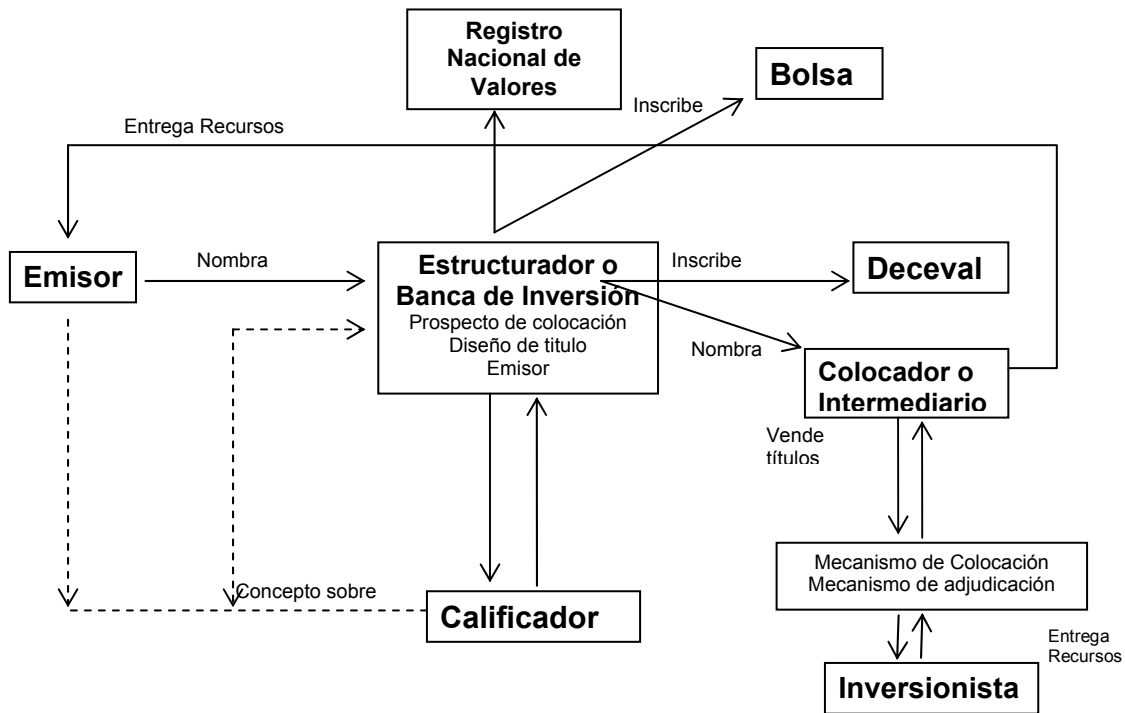 Registro
Nacional de
Valores
Bolsa
Inscribe
Entrega Recursos
Emisor
Nombra
Estructurador o
Banca de Inversión
Prospecto de colocación
Diseño de titulo
Emisor
Inscribe
Deceval
Nombra
Colocador o
Intermediario
Vende
títulos
Mecanismo de Colocación
Mecanismo de adjudicación
Concepto sobre
Calificador
Entrega
Recursos
Inversionista